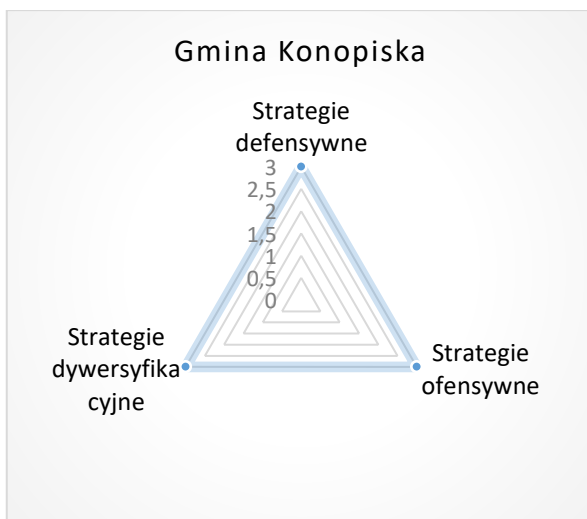 Gmina Konopiska
Strategie
defensywne
3
2,5
2
1,5
1
0,5
0
Strategie
dywersyfika
cyjne
Strategie
ofensywne